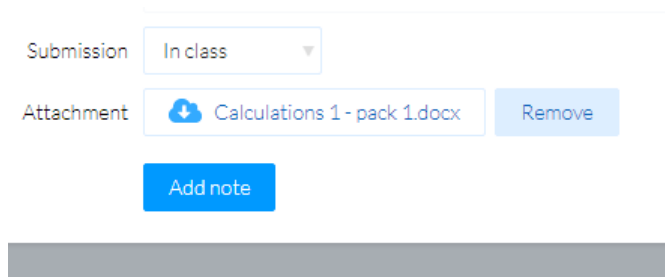 Submission In class
Attachment Calculations 1 - pack 1.docx Remove
Add note